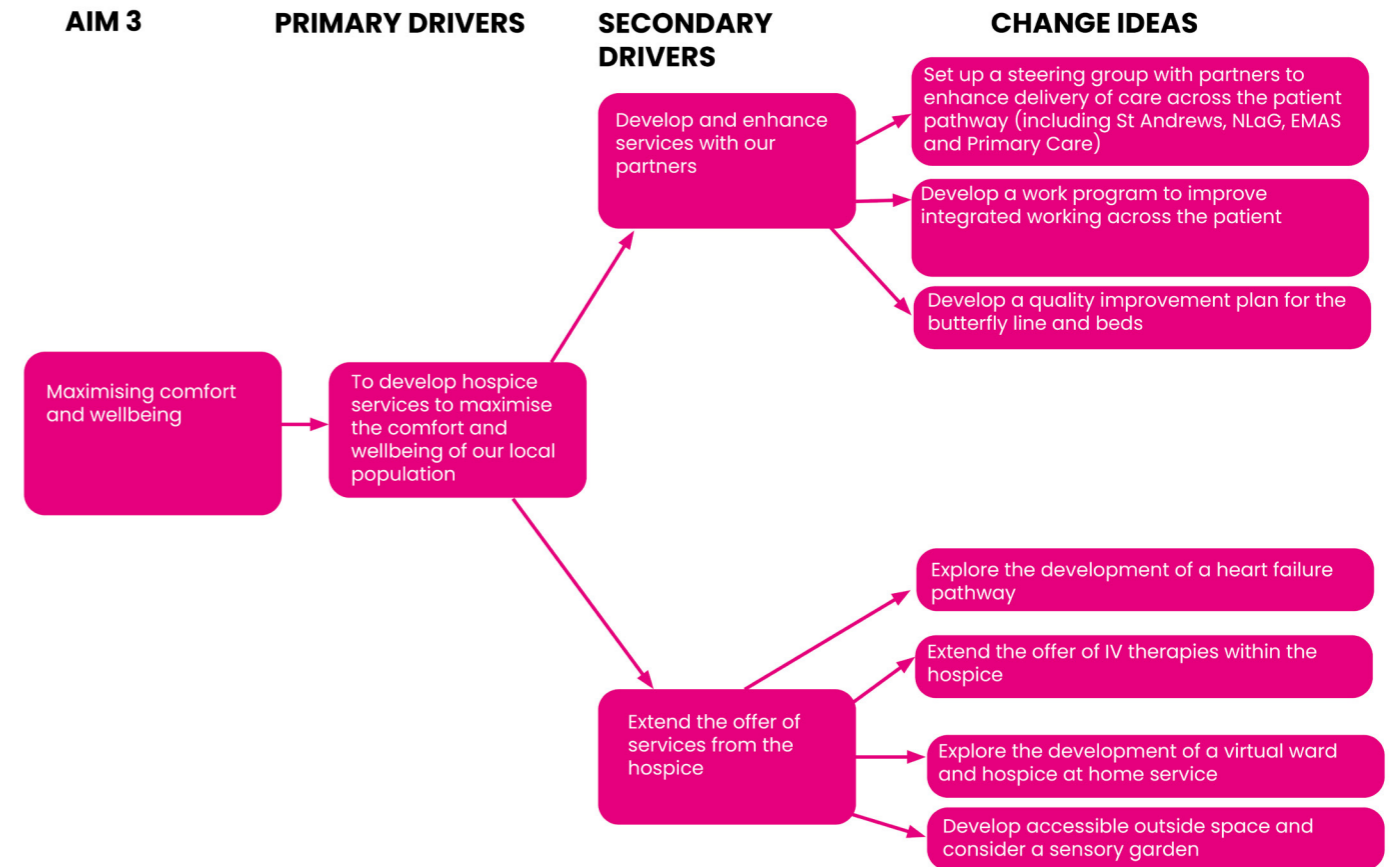 AIM 3
PRIMARY DRIVERS
SECONDARY
DRIVERS
CHANGE IDEAS
Maximising comfort
and wellbeing
To develop hospice
services to maximise
the comfort and
wellbeing of our local
population
Develop and enhance
services with our
partners
Set up a steering group with partners to
enhance delivery of care across the patient
pathway (including St Andrews, NLaG, EMAS
and Primary Care)
Develop a work program to improve
integrated working across the patient
Develop a quality improvement plan for the
butterfly line and beds
Extend the offer of
services from the
hospice
Explore the development of a heart failure
pathway
Extend the offer of IV therapies within the
hospice
Explore the development of a virtual ward
and hospice at home service
Develop accessible outside space and
consider a sensory garden